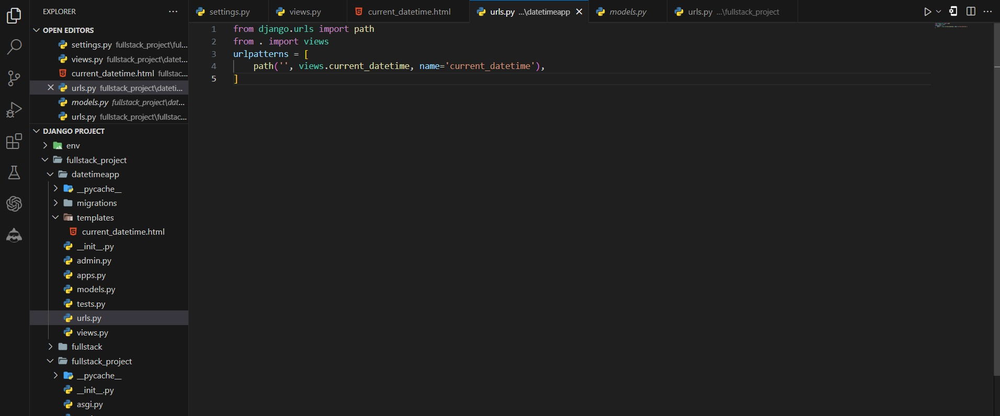 EXPLORER
settings.py
views.py
current_datetime.html
urls.py ...\datetimeapp
models.py
urls.py ...\fullstack_project
OPEN EDITORS
settings.py fullstack_project\ful...
views.py fullstack_project\datet...
current_datetime.html fullstac...
urls.py fullstack_project\dateti...
models.py fullstack_project\dat...
urls.py fullstack_project\fullstac...
DJANGO PROJECT
env
fullstack_project
datetimeapp
__pycache__
migrations
templates
current_datetime.html
__init__.py
admin.py
apps.py
models.py
tests.py
urls.py
views.py
fullstack
fullstack_project
__pycache__
__init__.py
asgi.py
1 from django.urls import path
2 from . import views
3 urlpatterns = [
4     path('', views.current_datetime, name='current_datetime'),
5 ]